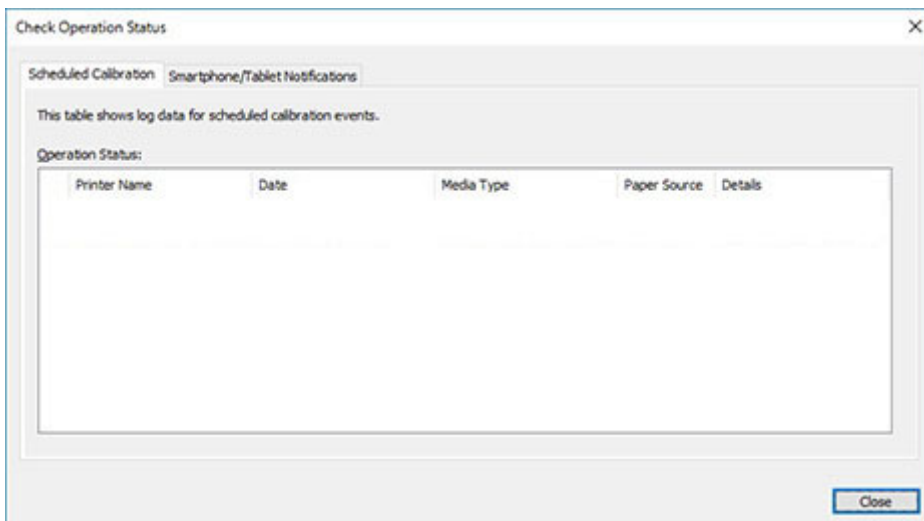 Check Operation Status
Scheduled Calibration Smartphone/Tablet Notifications
This table shows log data for scheduled calibration events.
Operation Status:
Printer Name Date Media Type Paper Source Details
Close